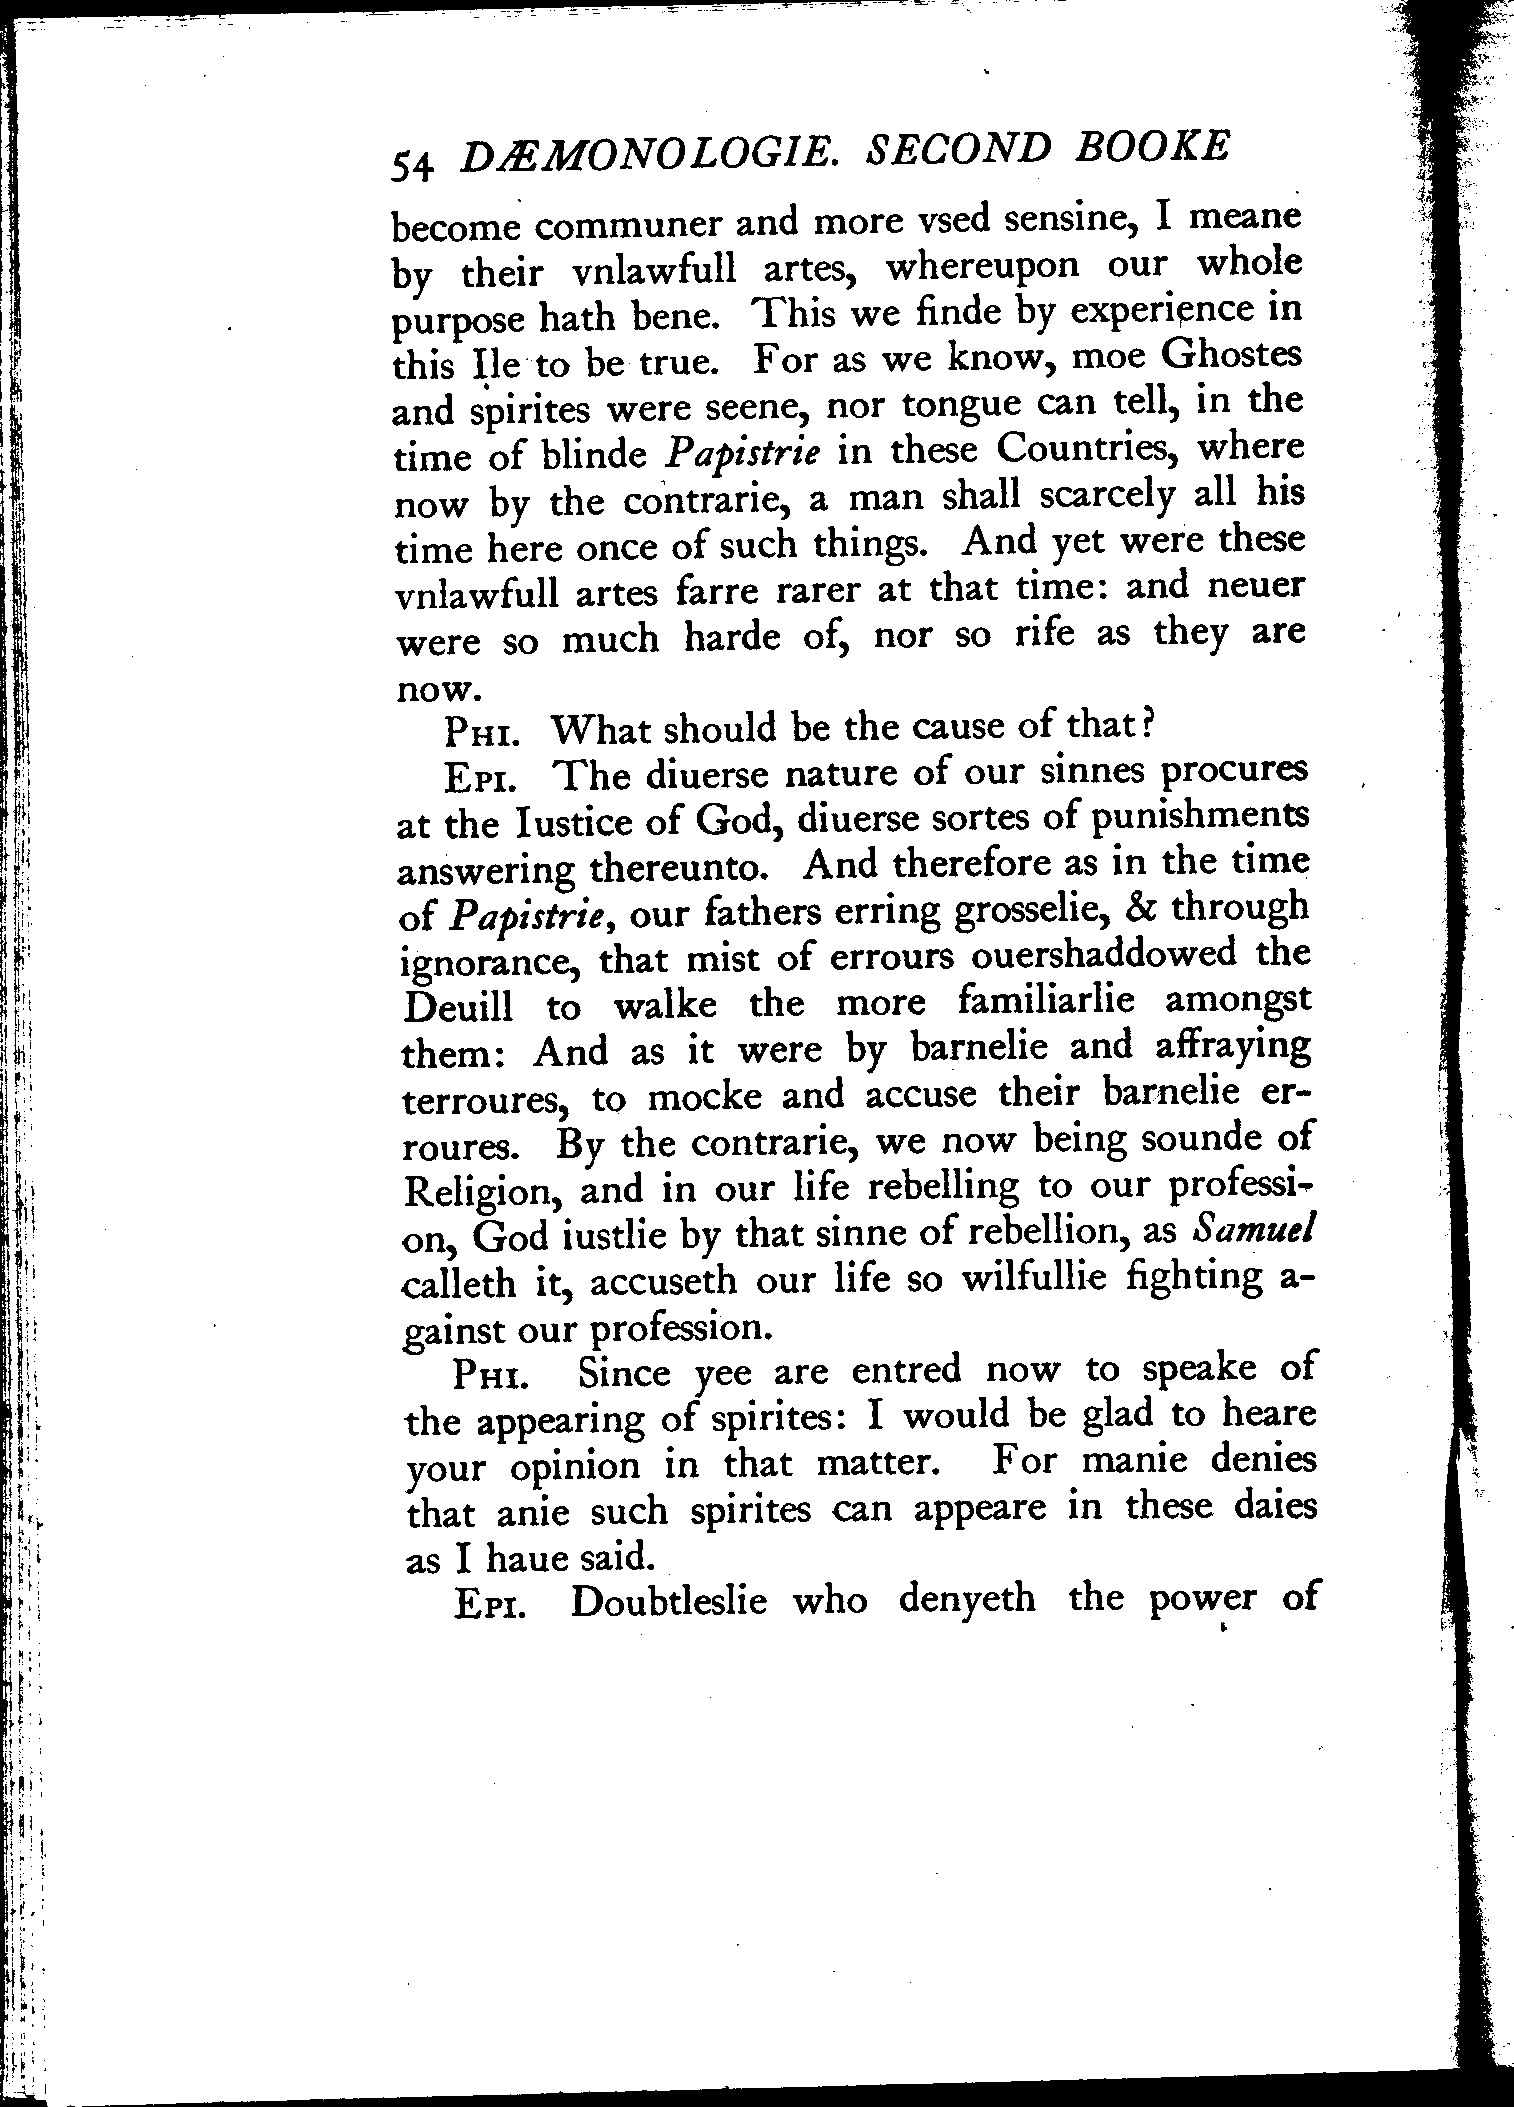 54 DÆMONOLOGIE. SECOND BOOKE
become communer and more vsed sensine, I meane
by their vnlawfull artes, whereupon our whole
purpose hath bene. This we finde by experience in
this Ile to be true. For as we know, moe Ghostes
and spirites were seene, nor tongue can tell, in the
time of blinde Papistrie in these Countries, where
now by the contrarie, a man shall scarcely all his
time here once of such things. And yet were these
vnlawfull artes farre rarer at that time: and neuer
were so much harde of, nor so rife as they are
now.
PHI. What should be the cause of that?
EPI. The diuerse nature of our sinnes procures
at the Iustice of God, diuerse sortes of punishments
answering thereunto. And therefore as in the time
of Papistrie, our fathers erring grosselie, & through
ignorance, that mist of errours ouershaddowed the
Deuill to walke the more familiarlie amongst
them: And as it were by barnelie and affraying
terroures, to mocke and accuse their barnelie er-
roures. By the contrarie, we now being sounde of
Religion, and in our life rebelling to our professi-
on, God iustlie by that sinne of rebellion, as Samuel
calleth it, accuseth our life so wilfullie fighting a-
gainst our profession.
PHI. Since yee are entred now to speake of
the appearing of spirites: I would be glad to heare
your opinion in that matter. For manie denies
that anie such spirites can appeare in these daies
as I haue said.
EPI. Doubtleslie who denyeth the power of